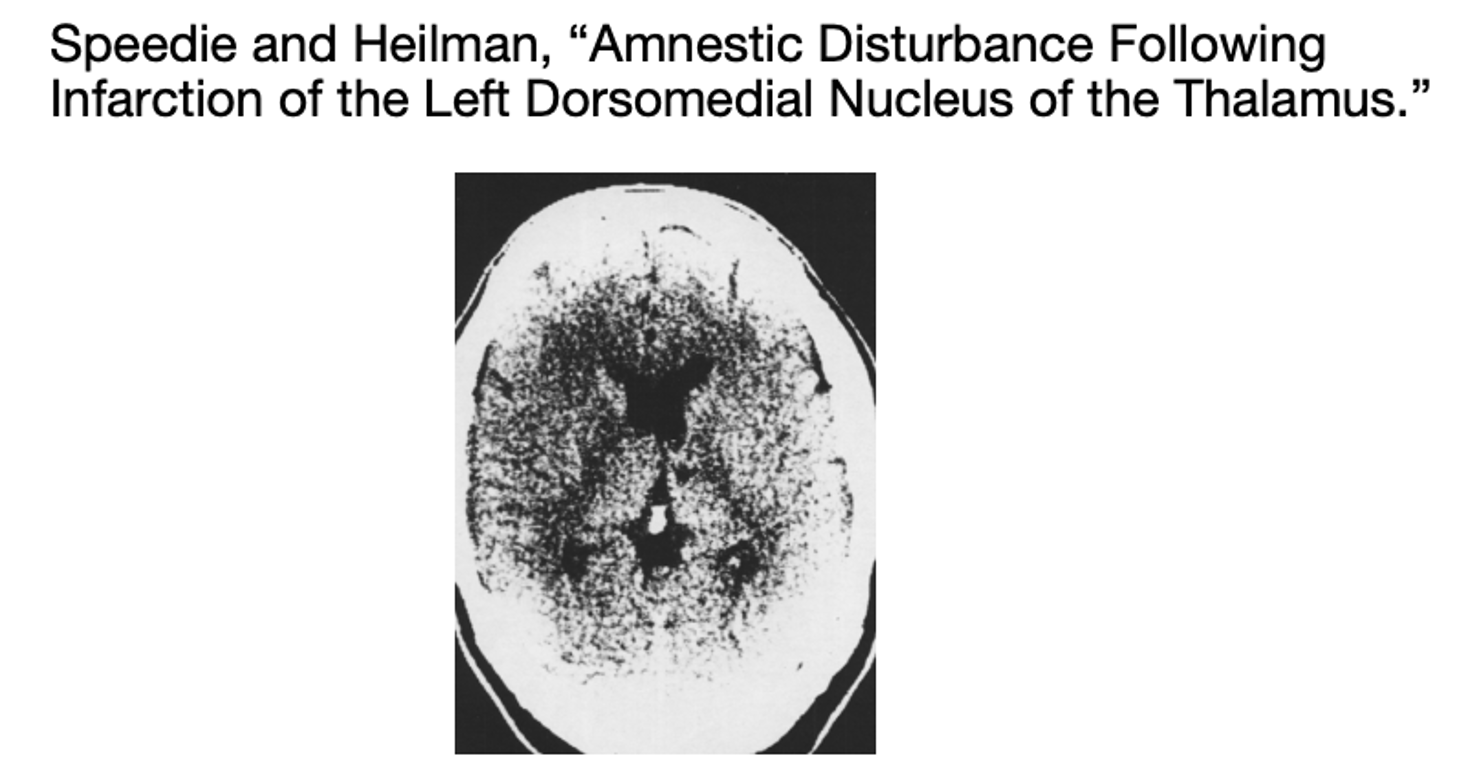 Speedie and Heilman, “Amnestic Disturbance Following
Infarction of the Left Dorsomedial Nucleus of the Thalamus.”